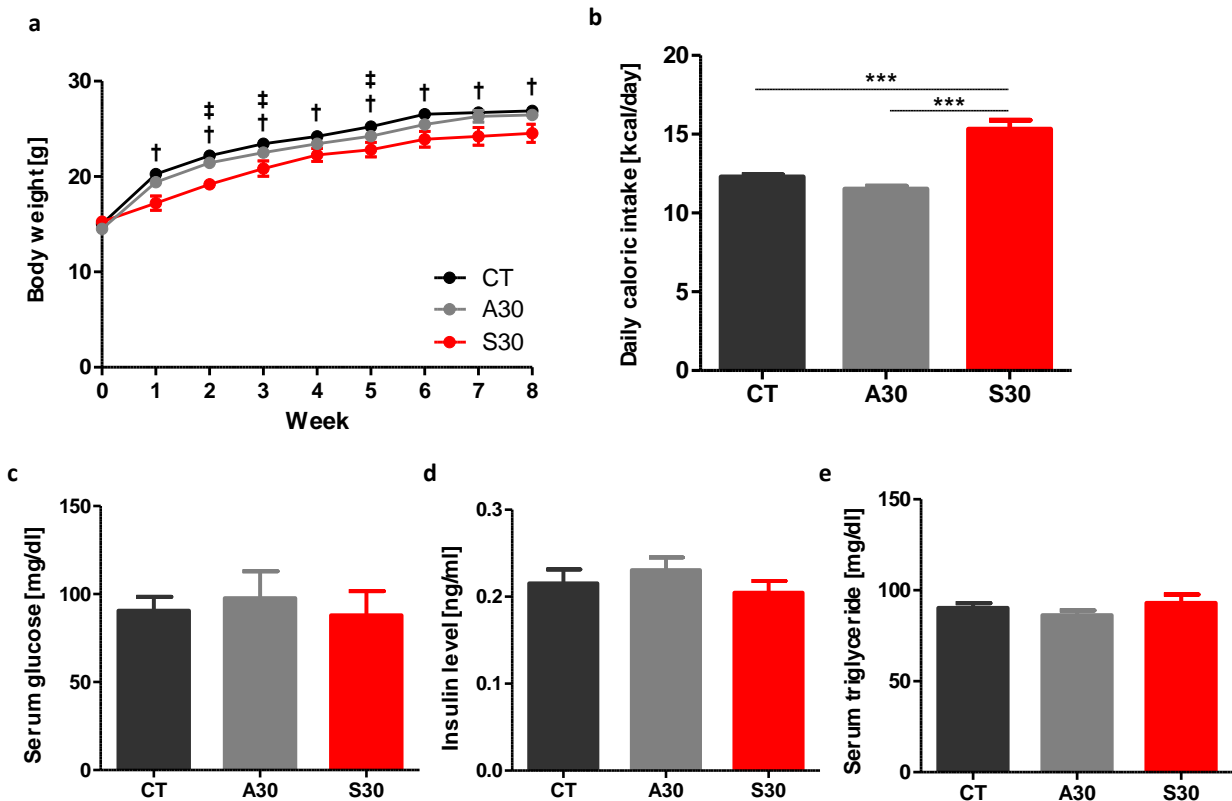 a
Body weight [g]
30
20
10
0
†
‡
†
‡
†
†
‡
†
†
†
†
CT
A30
S30
0 1 2 3 4 5 6 7 8
Week
b
Daily caloric intake [kcal/day]
20
15
10
5
0
***
***
CT A30 S30
c
Serum glucose [mg/dl]
150
100
50
0
CT A30 S30
d
Insulin level [ng/ml]
0.3
0.2
0.1
0.0
CT A30 S30
e
Serum triglyceride [mg/dl]
150
100
50
0
CT A30 S30